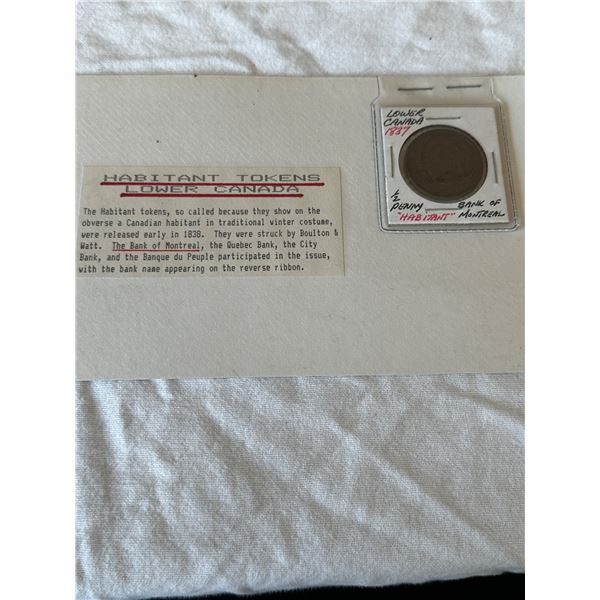 HABITANT TOKENS
LOWER CANADA
The Habitant tokens, so called because they show on the
obverse a Canadian habitant in traditional winter costume,
were released early in 1838. They were struck by Boulton &
Watt. The Bank of Montreal, the Quebec Bank, the City
Bank, and the Banque du Peuple participated in the issue,
with the bank name appearing on the reverse ribbon.
LOWER
CANADA
1837
1/2
PENNY
"HABITANT"
BANK OF
MONTREAL